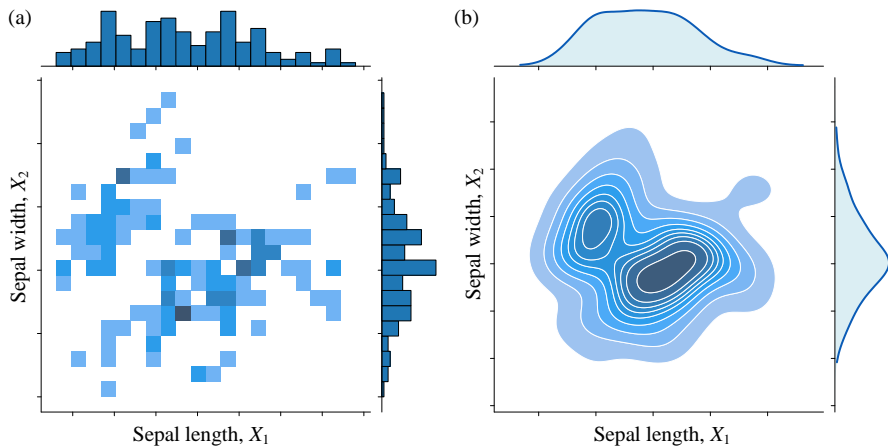 (a)
Sepal width, X2
Sepal length, X1
(b)
Sepal width, X2
Sepal length, X1